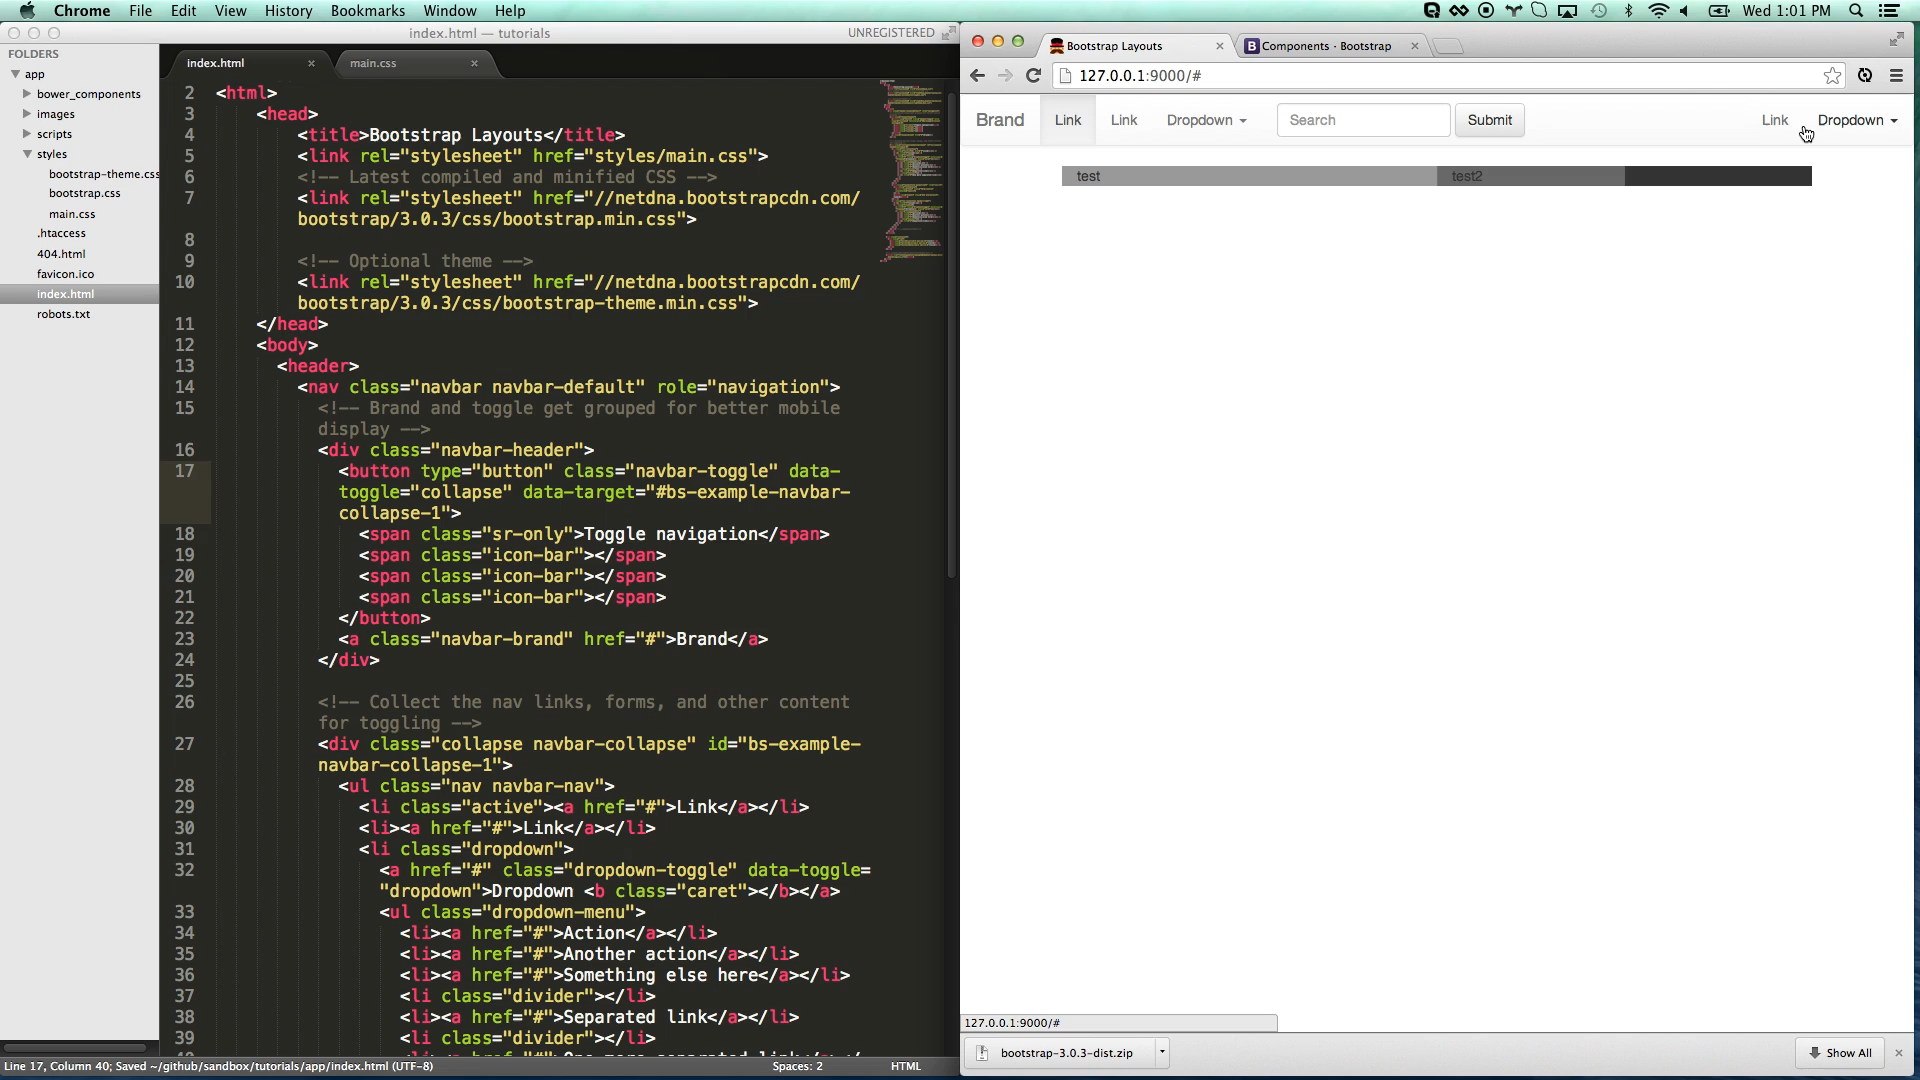 Chrome File Edit View History Bookmarks Window Help Wed 1:01 PM
index.html — tutorials UNREGISTERED
FOLDERS
app
bower_components
images
scripts
styles
bootstrap-theme.css
bootstrap.css
main.css
.htaccess
404.html
favicon.ico
index.html
robots.txt
index.html main.css
2 <html>
3 <head>
4 <title>Bootstrap Layouts</title>
5 <link rel="stylesheet" href="styles/main.css">
6 <!-- Latest compiled and minified CSS -->
7 <link rel="stylesheet" href="//netdna.bootstrapcdn.com/
bootstrap/3.0.3/css/bootstrap.min.css">
8
9 <!-- Optional theme -->
10 <link rel="stylesheet" href="//netdna.bootstrapcdn.com/
bootstrap/3.0.3/css/bootstrap-theme.min.css">
11 </head>
12 <body>
13 <header>
14 <nav class="navbar navbar-default" role="navigation">
15 <!-- Brand and toggle get grouped for better mobile
display -->
16 <div class="navbar-header">
17 <button type="button" class="navbar-toggle" data-
toggle="collapse" data-target="#bs-example-navbar-
collapse-1">
18 <span class="sr-only">Toggle navigation</span>
19 <span class="icon-bar"></span>
20 <span class="icon-bar"></span>
21 <span class="icon-bar"></span>
22 </button>
23 <a class="navbar-brand" href="#">Brand</a>
24 </div>
25
26 <!-- Collect the nav links, forms, and other content
for toggling -->
27 <div class="collapse navbar-collapse" id="bs-example-
navbar-collapse-1">
28 <ul class="nav navbar-nav">
29 <li class="active"><a href="#">Link</a></li>
30 <li><a href="#">Link</a></li>
31 <li class="dropdown">
32 <a href="#" class="dropdown-toggle" data-toggle=
"dropdown">Dropdown <b class="caret"></b></a>
33 <ul class="dropdown-menu">
34 <li><a href="#">Action</a></li>
35 <li><a href="#">Another action</a></li>
36 <li><a href="#">Something else here</a></li>
37 <li class="divider"></li>
38 <li><a href="#">Separated link</a></li>
39 <li class="divider"></li>
Line 17, Column 40; Saved ~/github/sandbox/tutorials/app/index.html (UTF-8) Spaces: 2 HTML
Bootstrap Layouts Components · Bootstrap
127.0.0.1:9000/#
Brand Link Link Dropdown Search Submit Link Dropdown
test test2
127.0.0.1:9000/#
bootstrap-3.0.3-dist.zip Show All